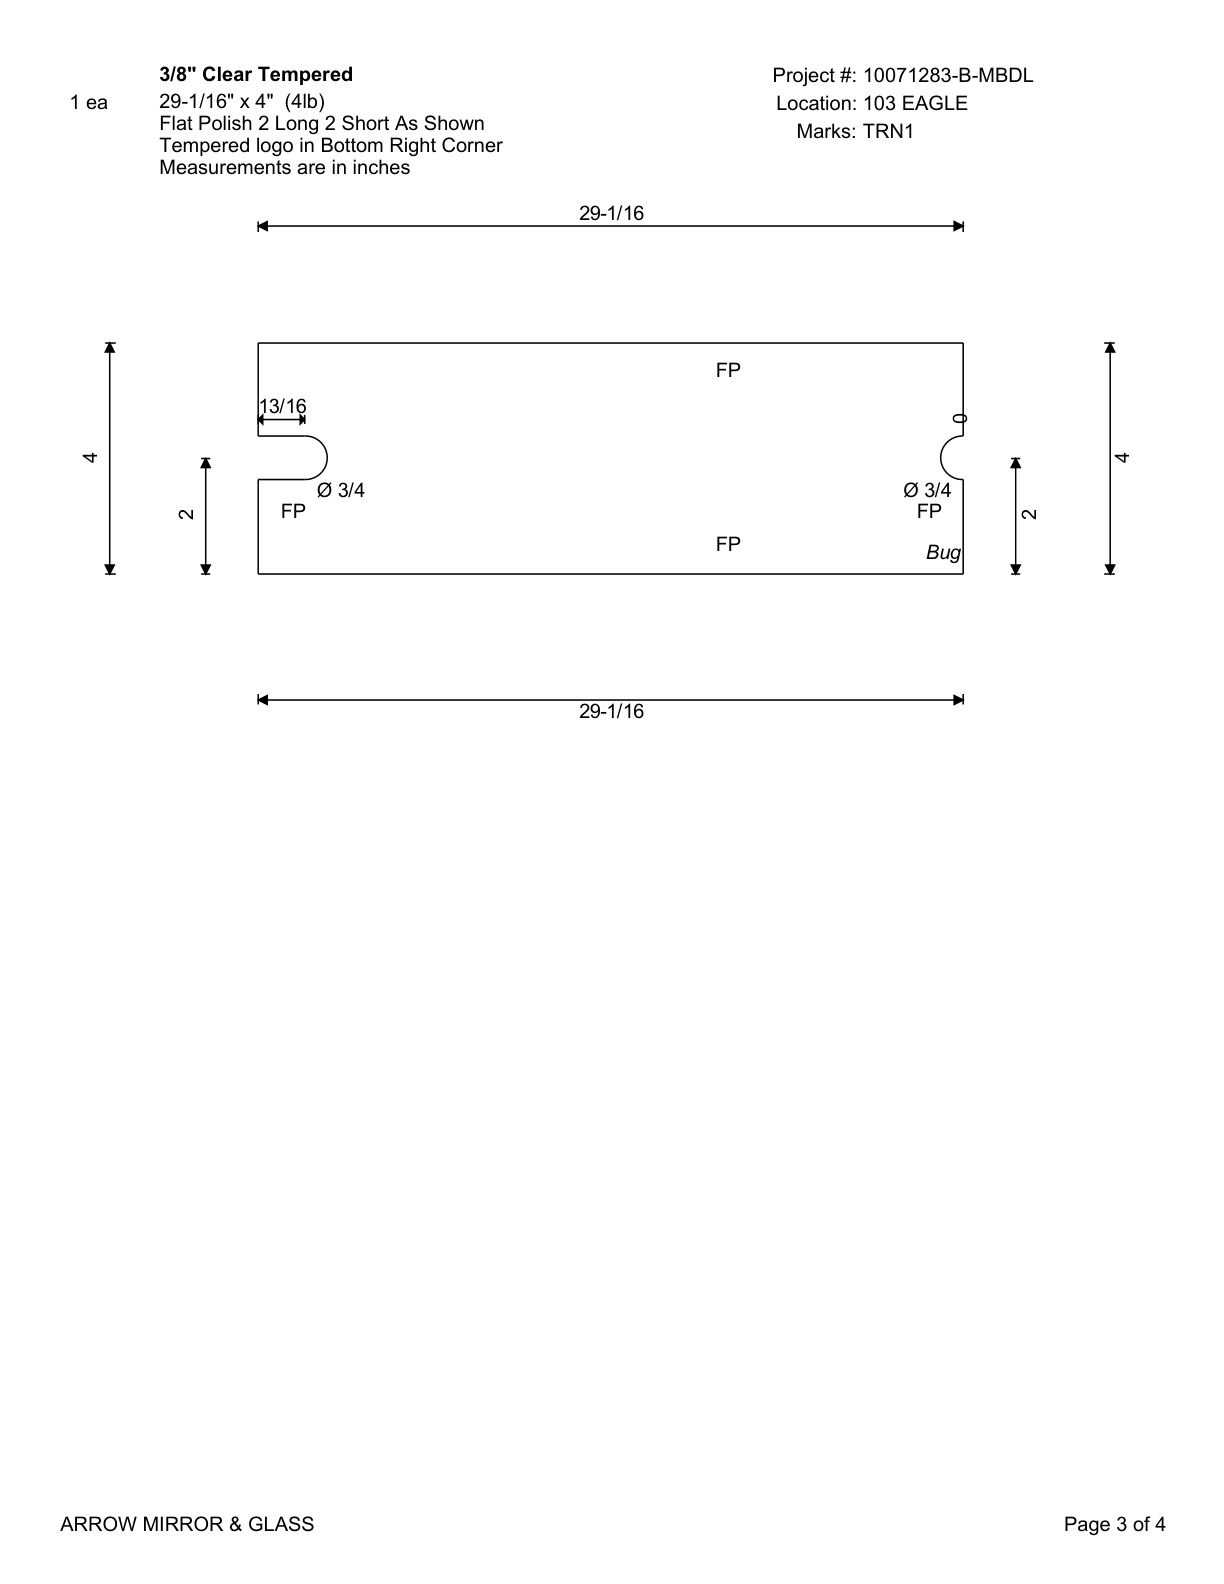 3/8" Clear Tempered
1 ea
29-1/16" x 4" (4lb)
Flat Polish 2 Long 2 Short As Shown
Tempered logo in Bottom Right Corner
Measurements are in inches
Project #: 10071283-B-MBDL
Location: 103 EAGLE
Marks: TRN1
29-1/16
FP
13/16
0
4
4
Ø 3/4
Ø 3/4
2
FP
FP
2
FP
Bug
29-1/16
ARROW MIRROR & GLASS
Page 3 of 4